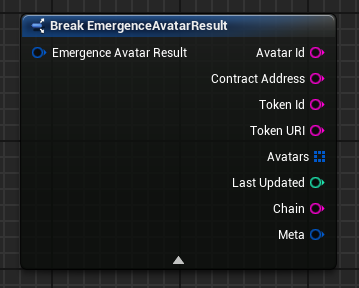 Break EmergenceAvatarResult
Emergence Avatar Result
Avatar Id
Contract Address
Token Id
Token URI
Avatars
Last Updated
Chain
Meta